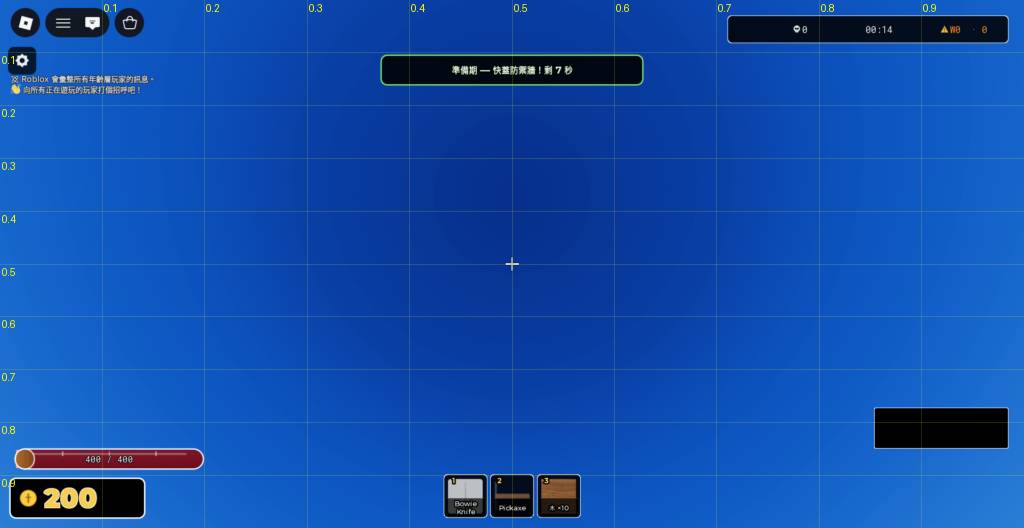 0
00:14
W0 · 0
準備期 — 快蓋防禦牆！剩 7 秒
Roblox 會彙整所有年齡層玩家的訊息。
向所有正在遊玩的玩家打個招呼吧！
400 / 400
200
1
Bowie
Knife
2
Pickaxe
3
木 ×10
0.1
0.2
0.3
0.4
0.5
0.6
0.7
0.8
0.9
0.1
0.2
0.3
0.4
0.5
0.6
0.7
0.8
0.9